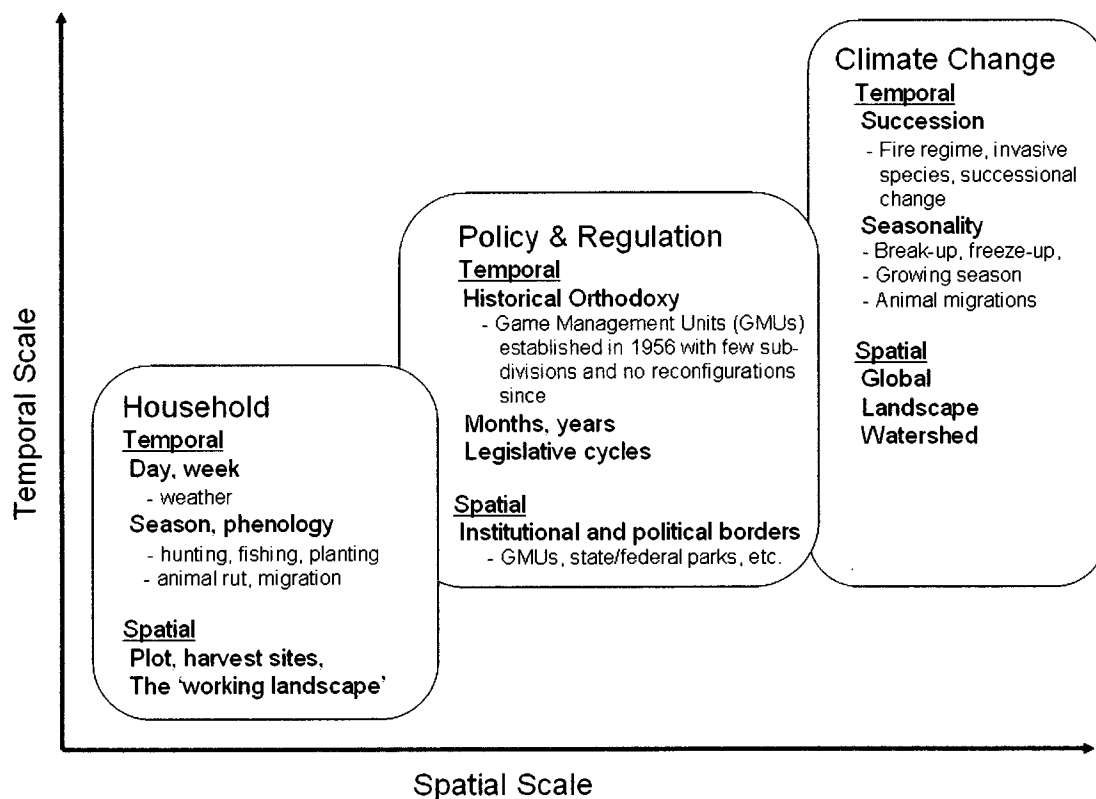 Temporal Scale
Climate Change
Temporal
Succession
- Fire regime, invasive
species, successional
change
Seasonality
- Break-up, freeze-up,
- Growing season
- Animal migrations
Spatial
Global
Landscape
Watershed
Policy & Regulation
Temporal
Historical Orthodoxy
- Game Management Units (GMUs)
established in 1956 with few sub-
divisions and no reconfigurations
since
Months, years
Legislative cycles
Spatial
Institutional and political borders
- GMUs, state/federal parks, etc.
Household
Temporal
Day, week
- weather
Season, phenology
- hunting, fishing, planting
- animal rut, migration
Spatial
Plot, harvest sites,
The ‘working landscape’
Spatial Scale